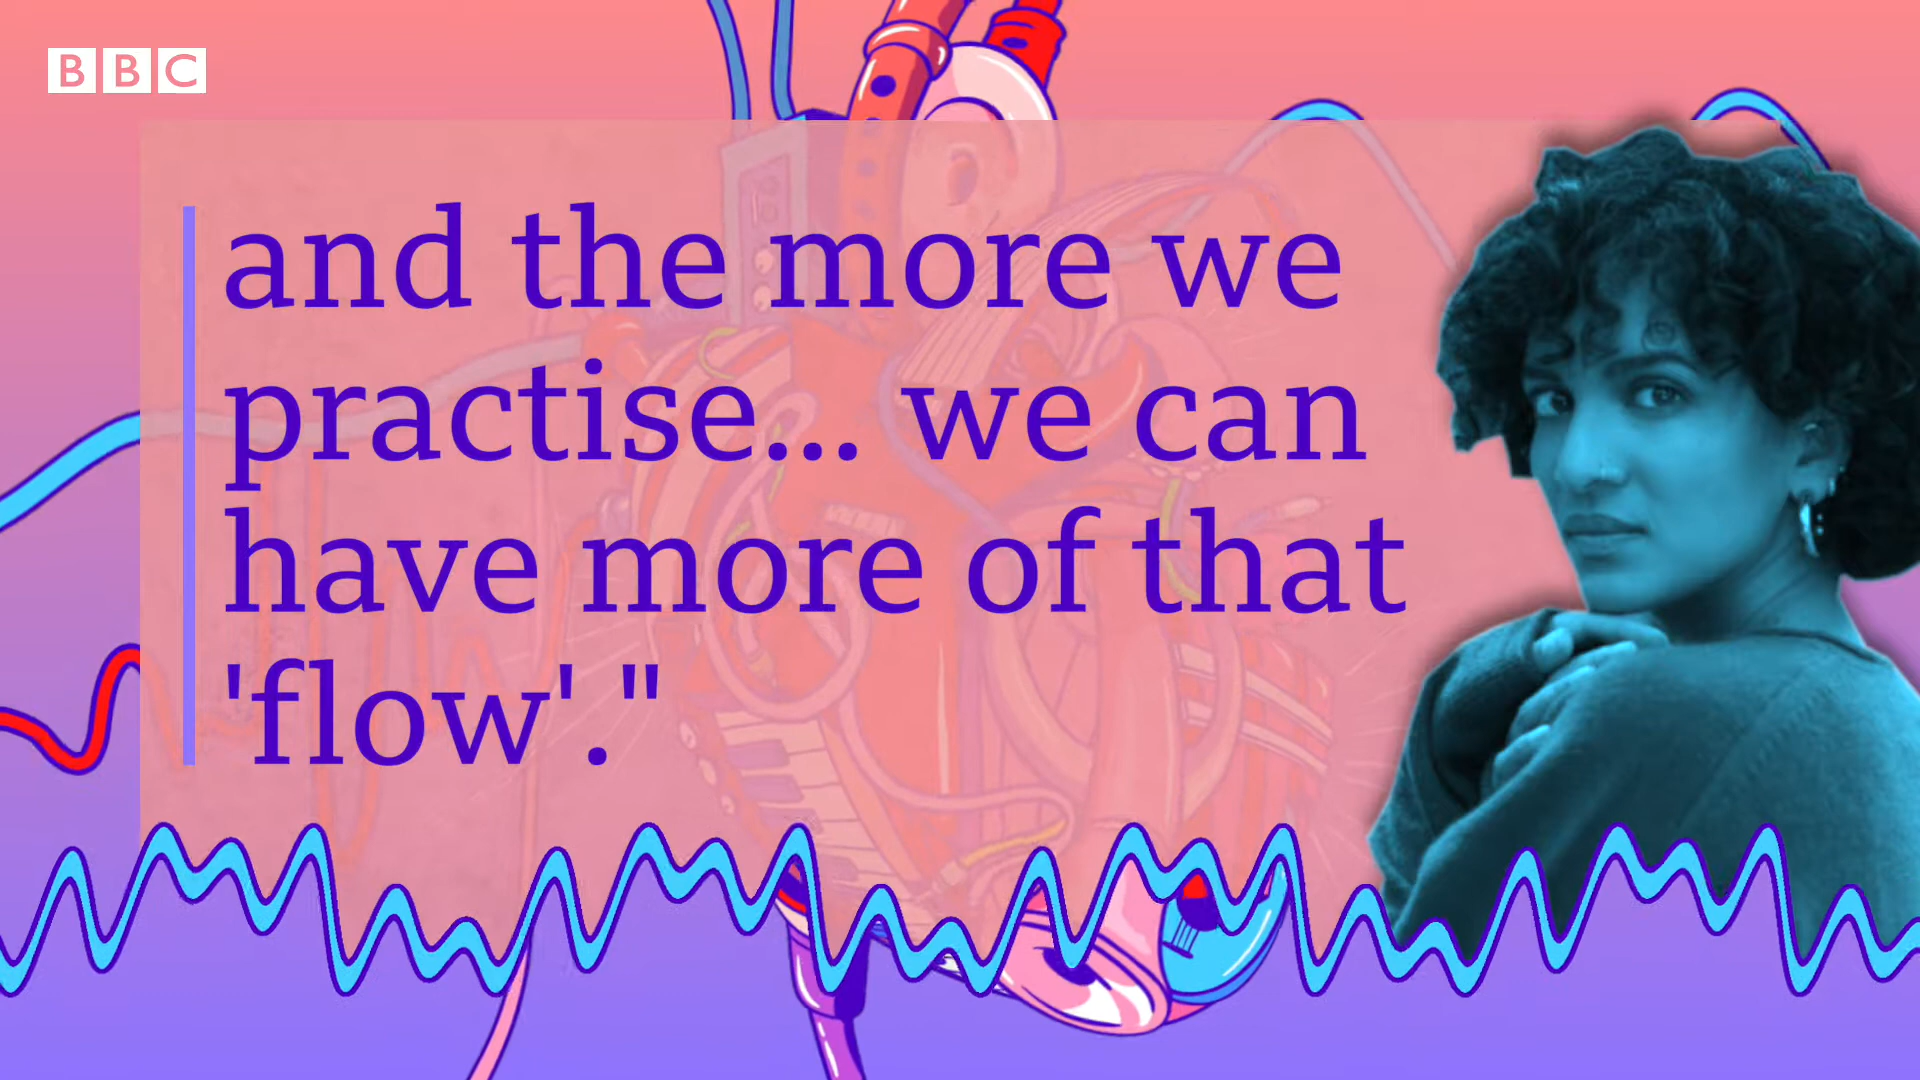 BBC
and the more we
practise... we can
have more of that
'flow'."